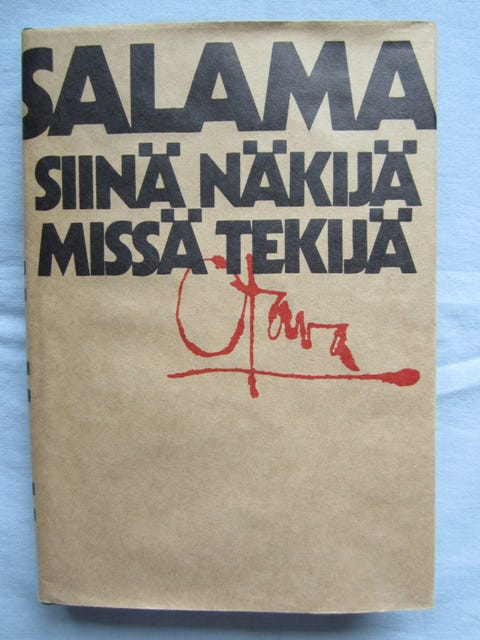 SALAMA
SIINÄ NÄKIJÄ
MISSÄ TEKIJÄ
Otava